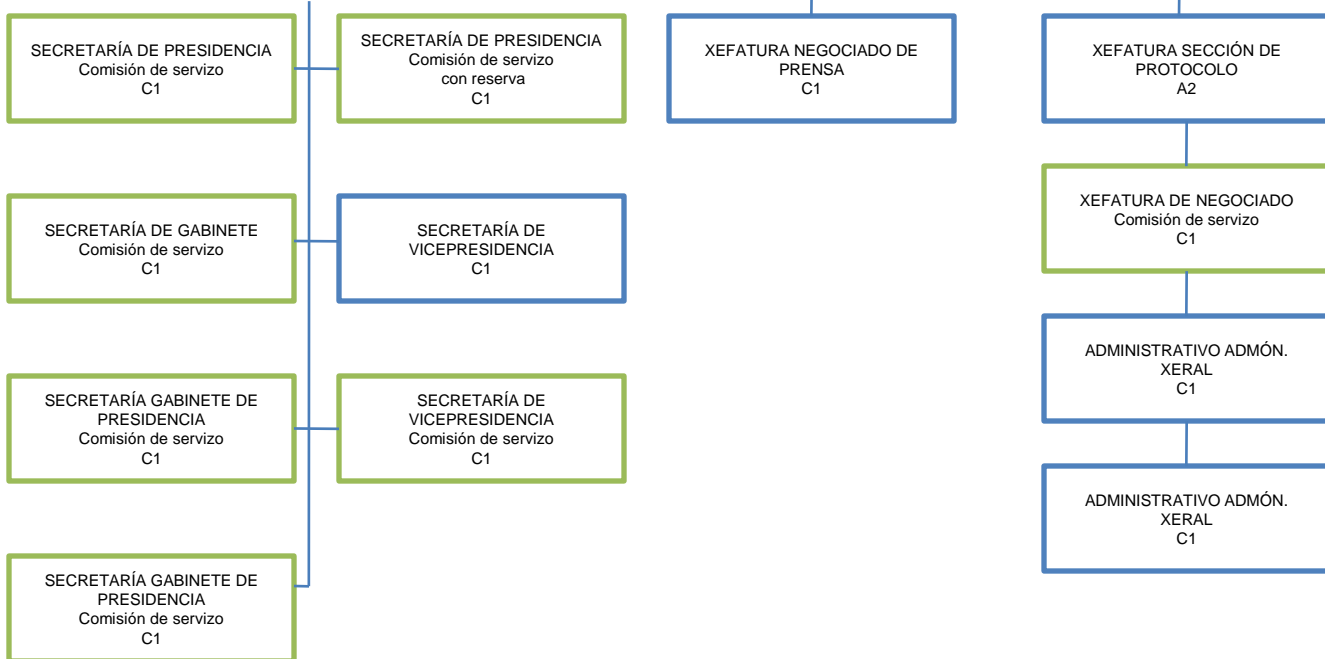 SECRETARÍA DE PRESIDENCIA
Comisión de servizo
C1
SECRETARÍA DE PRESIDENCIA
Comisión de servizo
con reserva
C1
XEFATURA NEGOCIADO DE
PRENSA
C1
XEFATURA SECCIÓN DE
PROTOCOLO
A2
SECRETARÍA DE GABINETE
Comisión de servizo
C1
SECRETARÍA DE
VICEPRESIDENCIA
C1
XEFATURA DE NEGOCIADO
Comisión de servizo
C1
SECRETARÍA GABINETE DE
PRESIDENCIA
Comisión de servizo
C1
SECRETARÍA DE
VICEPRESIDENCIA
Comisión de servizo
C1
ADMINISTRATIVO ADMÓN.
XERAL
C1
ADMINISTRATIVO ADMÓN.
XERAL
C1
SECRETARÍA GABINETE DE
PRESIDENCIA
Comisión de servizo
C1